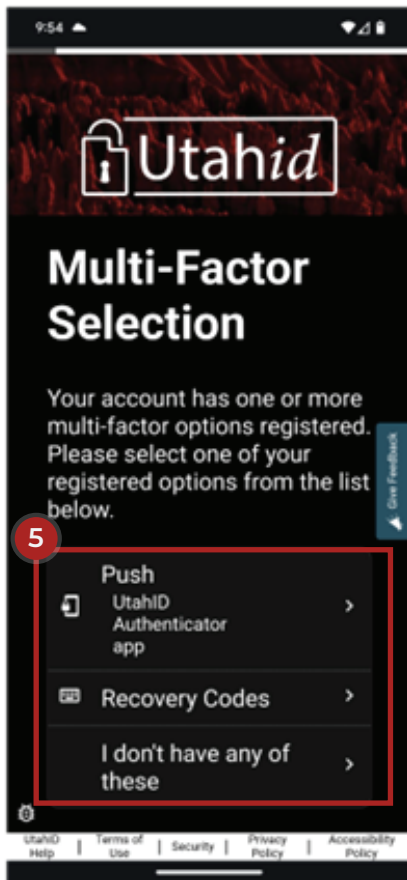 9:54
Utahid
Multi-Factor
Selection
Your account has one or more
multi-factor options registered.
Please select one of your
registered options from the list
below.
Give Feedback
5
Push
UtahID
Authenticator
app
Recovery Codes
I don't have any of
these
UtahID
Help
|
Terms of
Use
|
Security
|
Privacy
Policy
|
Accessibility
Policy